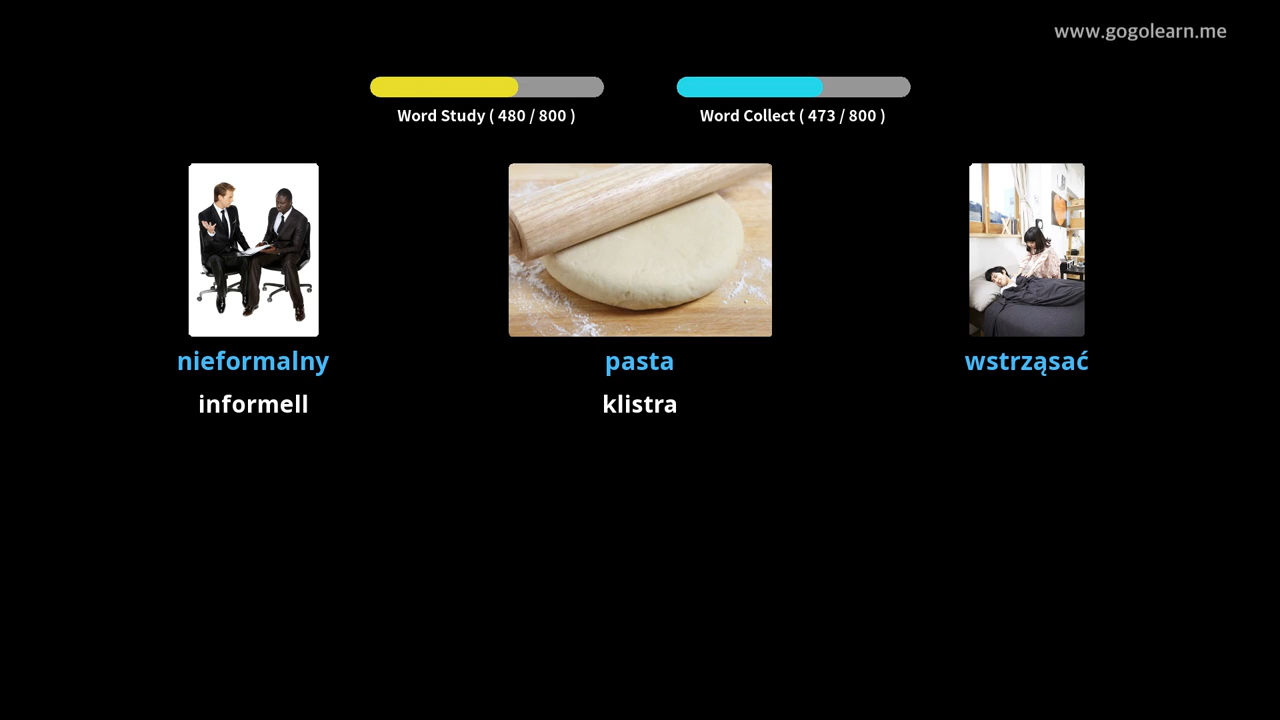 www.gogolearn.me
Word Study ( 480 / 800 )
Word Collect ( 473 / 800 )
nieformalny
pasta
wstrząsać
informell
klistra